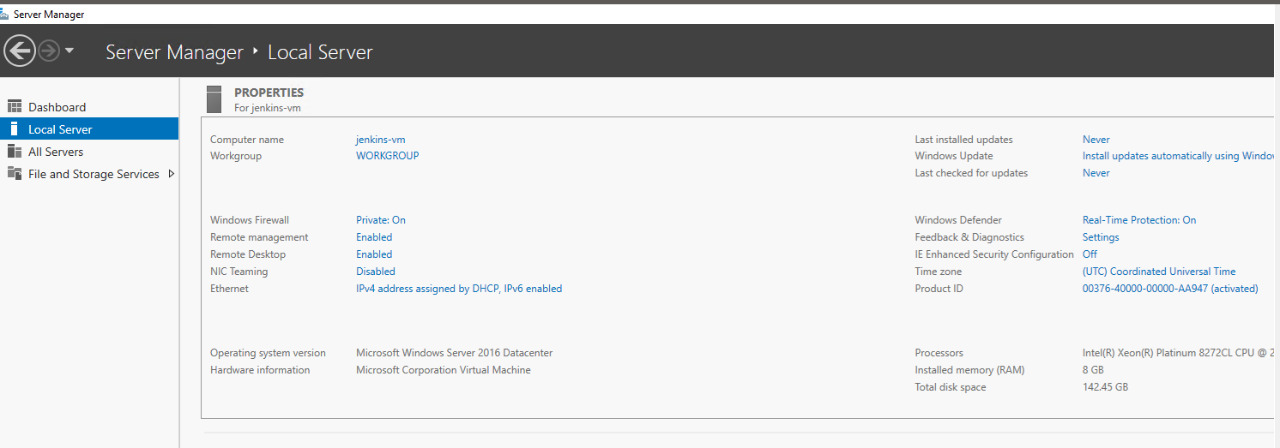 Server Manager
Server Manager ‣ Local Server
Dashboard
Local Server
All Servers
File and Storage Services
PROPERTIES
For jenkins-vm
Computer name jenkins-vm
Workgroup WORKGROUP
Last installed updates Never
Windows Update Install updates automatically using Windo
Last checked for updates Never
Windows Firewall Private: On
Remote management Enabled
Remote Desktop Enabled
NIC Teaming Disabled
Ethernet IPv4 address assigned by DHCP, IPv6 enabled
Windows Defender Real-Time Protection: On
Feedback & Diagnostics Settings
IE Enhanced Security Configuration Off
Time zone (UTC) Coordinated Universal Time
Product ID 00376-40000-00000-AA947 (activated)
Operating system version Microsoft Windows Server 2016 Datacenter
Hardware information Microsoft Corporation Virtual Machine
Processors Intel(R) Xeon(R) Platinum 8272CL CPU @ 2
Installed memory (RAM) 8 GB
Total disk space 142.45 GB